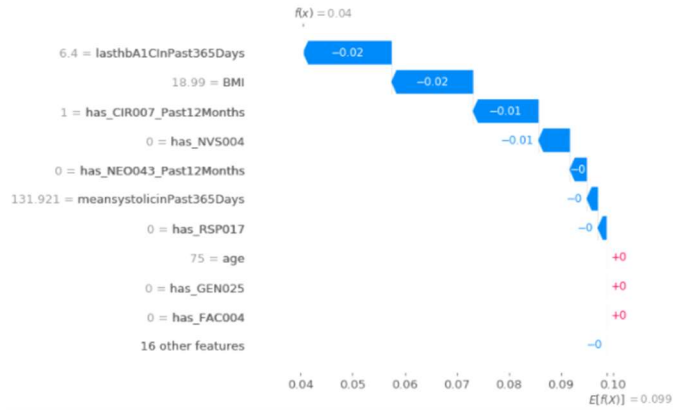 f(x) = 0.04
6.4 = lasthbA1CInPast365Days −0.02
18.99 = BMI −0.02
1 = has_CIR007_Past12Months −0.01
0 = has_NVS004 −0.01
0 = has_NEO043_Past12Months −0
131.921 = meansystolicinPast365Days −0
0 = has_RSP017 −0
75 = age +0
0 = has_GEN025 +0
0 = has_FAC004 +0
16 other features −0
0.04 0.05 0.06 0.07 0.08 0.09 0.10
E[f(X)] = 0.099